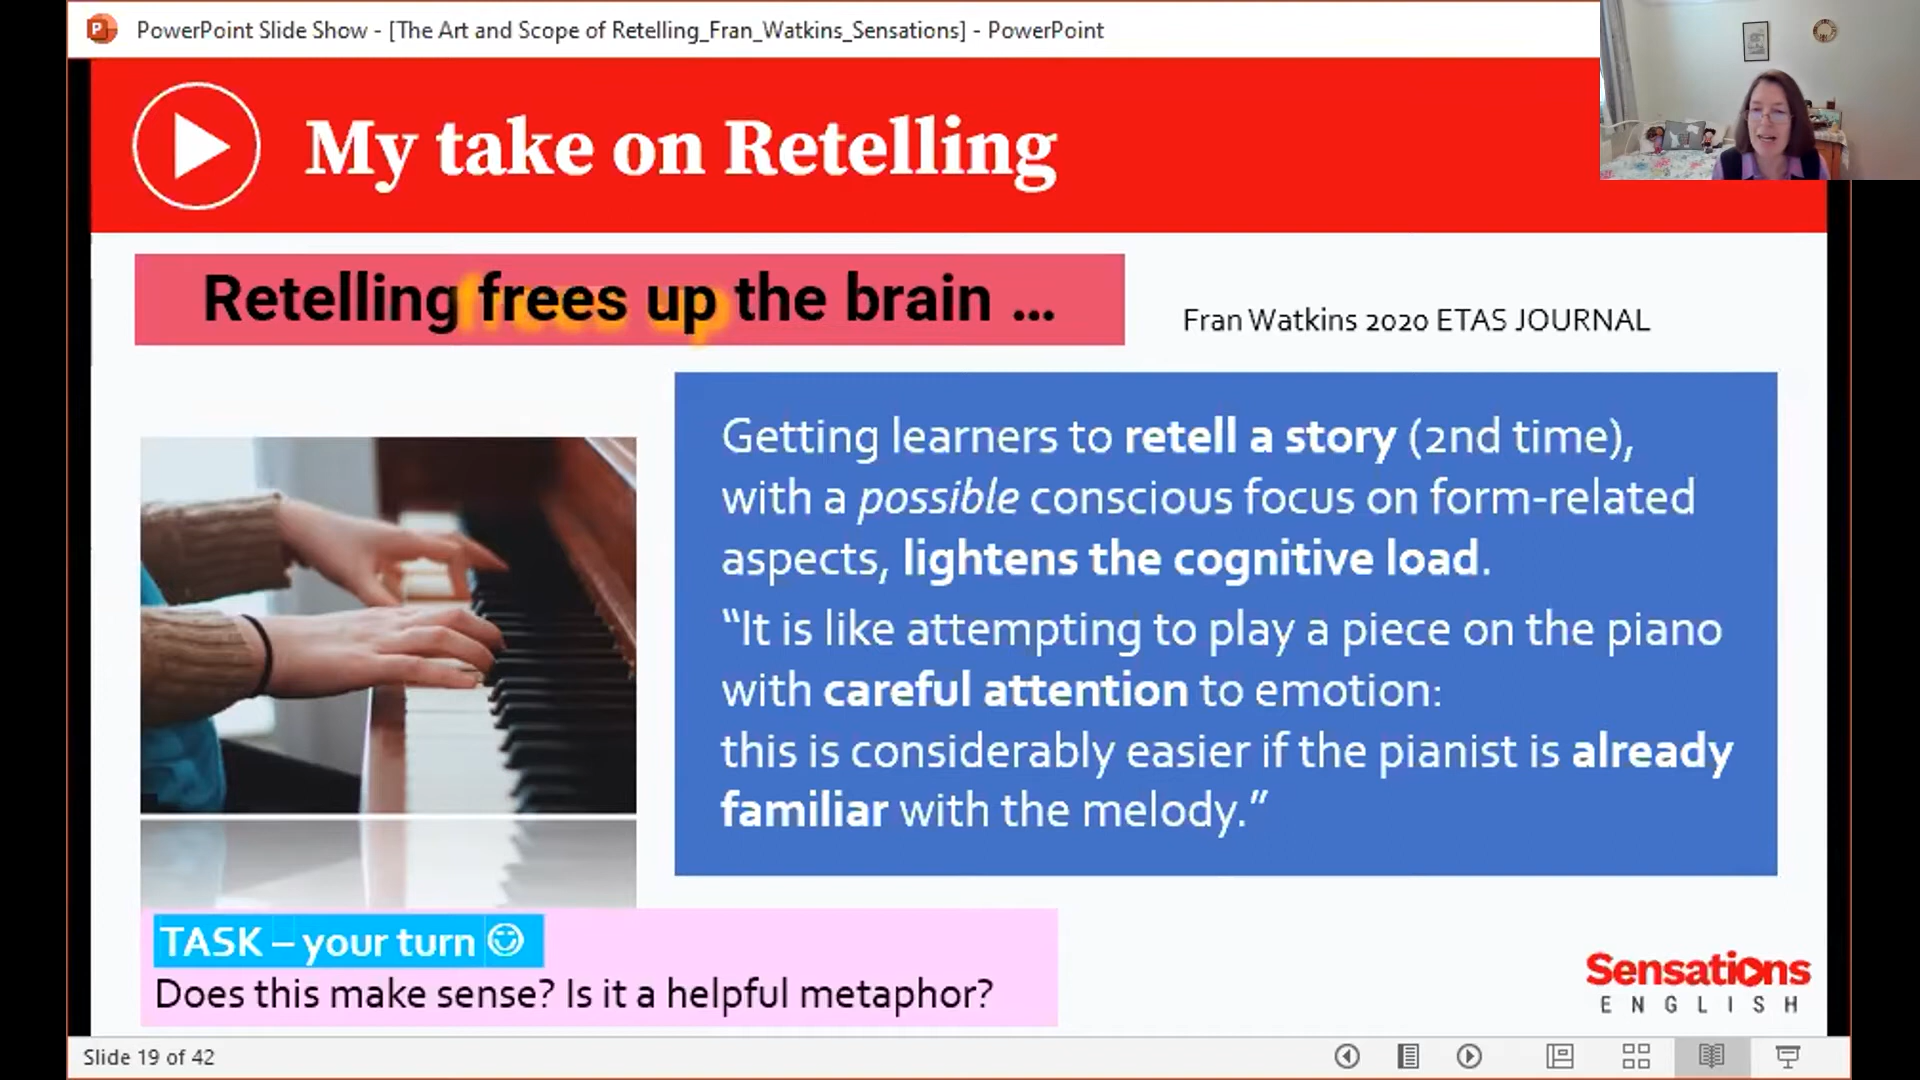 PowerPoint Slide Show - [The Art and Scope of Retelling_Fran_Watkins_Sensations] - PowerPoint
My take on Retelling
Retelling frees up the brain ...
Fran Watkins 2020 ETAS JOURNAL
Getting learners to retell a story (2nd time),
with a possible conscious focus on form-related
aspects, lightens the cognitive load.
“It is like attempting to play a piece on the piano
with careful attention to emotion:
this is considerably easier if the pianist is already
familiar with the melody.”
TASK – your turn ☺
Does this make sense? Is it a helpful metaphor?
Sensations
ENGLISH
Slide 19 of 42